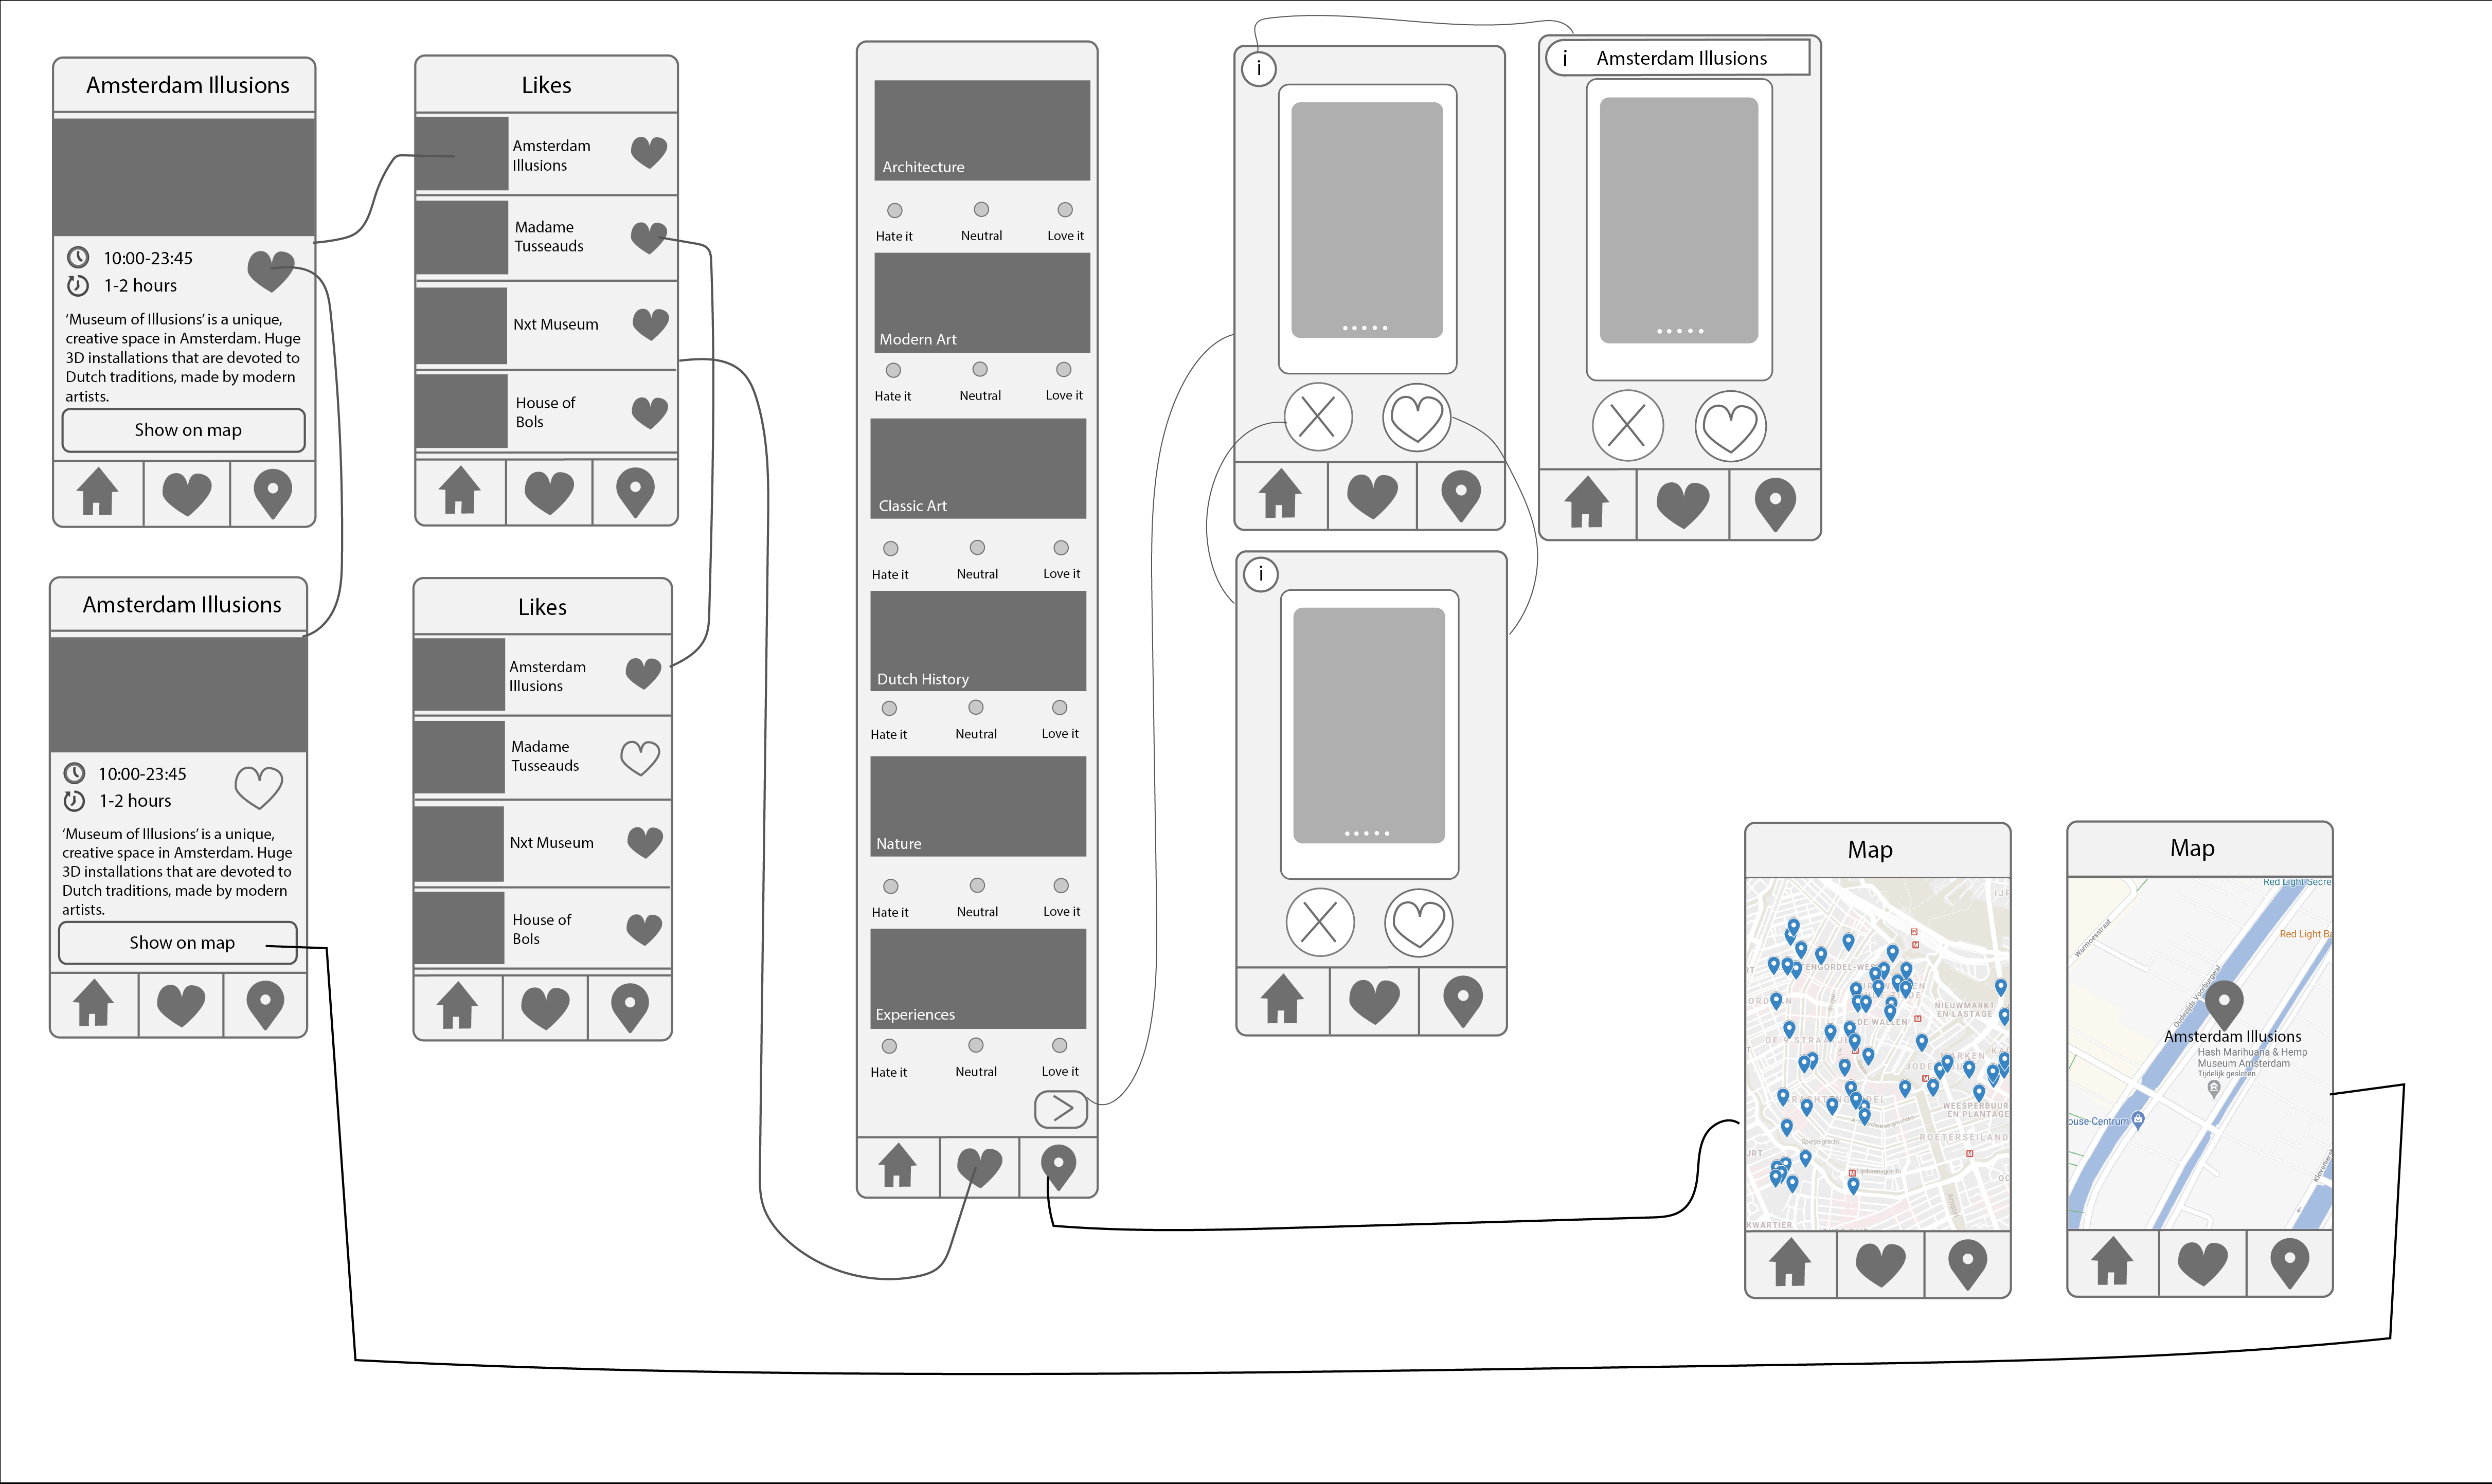 Amsterdam Illusions
10:00-23:45
1-2 hours
‘Museum of Illusions’ is a unique,
creative space in Amsterdam. Huge
3D installations that are devoted to
Dutch traditions, made by modern
artists.
Show on map
Likes
Amsterdam
Illusions
Madame
Tusseauds
Nxt Museum
House of
Bols
Amsterdam Illusions
10:00-23:45
1-2 hours
‘Museum of Illusions’ is a unique,
creative space in Amsterdam. Huge
3D installations that are devoted to
Dutch traditions, made by modern
artists.
Show on map
Likes
Amsterdam
Illusions
Madame
Tusseauds
Nxt Museum
House of
Bols
Architecture
Hate it Neutral Love it
Modern Art
Hate it Neutral Love it
Classic Art
Hate it Neutral Love it
Dutch History
Hate it Neutral Love it
Nature
Hate it Neutral Love it
Experiences
Hate it Neutral Love it
i
i Amsterdam Illusions
i
Map
NIEUWMARKT
EN LASTAGE
DE WALLEN
WEESPERBUUR
EN PLANTAGE
ROETERSEILAND
KWARTIER
Map
Red Light Secre
Red Light Ba
Warmoesstraat
Oudezijds Voorburgwal
Amsterdam Illusions
Hash Marihuana & Hemp
Museum Amsterdam
Tijdelijk gesloten
ouse-Centrum